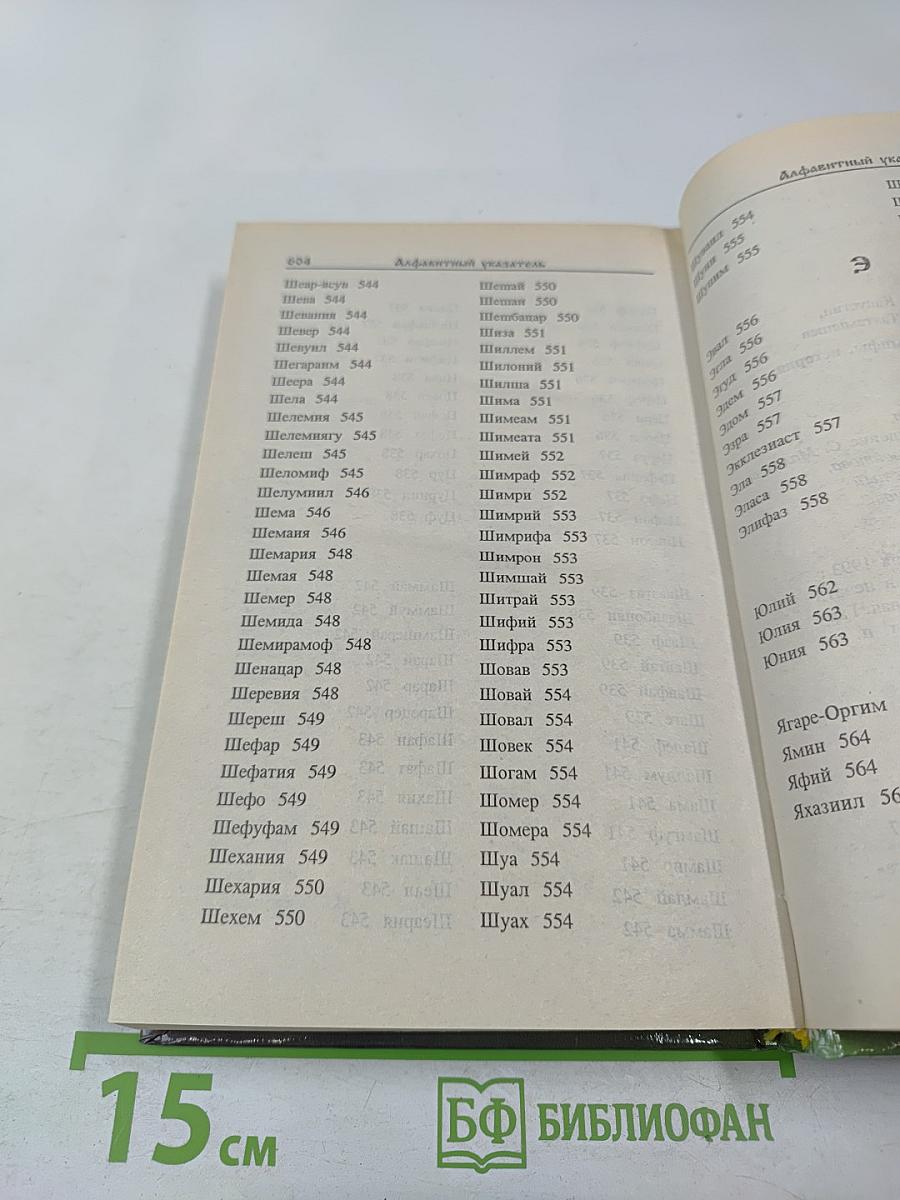 604
Алфавитный указатель
Шеар-ясув 544
Шева 544
Шевания 544
Шевер 544
Шевуил 544
Шегараим 544
Шеера 544
Шела 544
Шелемия 545
Шелемиягу 545
Шелеш 545
Шеломиф 545
Шелумиил 546
Шема 546
Шемаия 546
Шемария 548
Шемая 548
Шемер 548
Шемида 548
Шемирамоф 548
Шенацар 548
Шеревия 548
Шереш 549
Шефар 549
Шефатия 549
Шефо 549
Шефуфам 549
Шехания 549
Шехария 550
Шехем 550
Шешай 550
Шешан 550
Шешбацар 550
Шиза 551
Шиллем 551
Шилоний 551
Шилша 551
Шима 551
Шимеам 551
Шимеата 551
Шимей 552
Шимраф 552
Шимри 552
Шимрий 553
Шимрифа 553
Шимрон 553
Шимшай 553
Шитрай 553
Шифий 553
Шифра 553
Шовав 553
Шовай 554
Шовал 554
Шовек 554
Шогам 554
Шомер 554
Шомера 554
Шуа 554
Шуал 554
Шуах 554
Алфавитный ука
554
Шуни 555
Шупим 555
Э
Эвал 556
Эгла 556
Эгуд 556
Эдем 556
Эдом 557
Эзра 557
Экклезиаст 557
Эла 558
Эласа 558
Элифаз 558
Юлий 562
Юлия 563
Юния 563
Ягаре-Оргим
Ямин 564
Яфий 564
Яхазиил 56
15 см
БФ БИБЛИОФАН